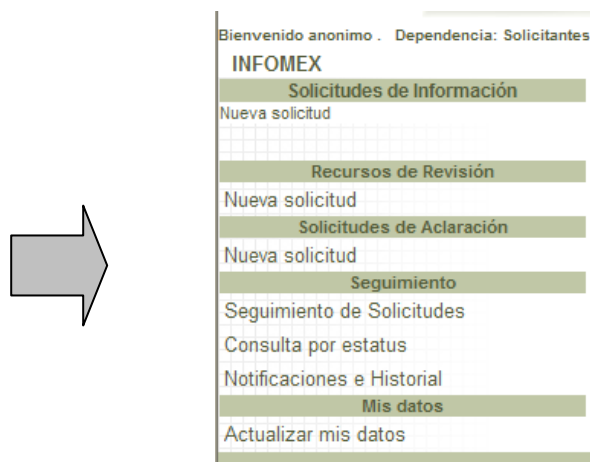 Bienvenido anonimo . Dependencia: Solicitantes
INFOMEX
Solicitudes de Información
Nueva solicitud
Recursos de Revisión
Nueva solicitud
Solicitudes de Aclaración
Nueva solicitud
Seguimiento
Seguimiento de Solicitudes
Consulta por estatus
Notificaciones e Historial
Mis datos
Actualizar mis datos